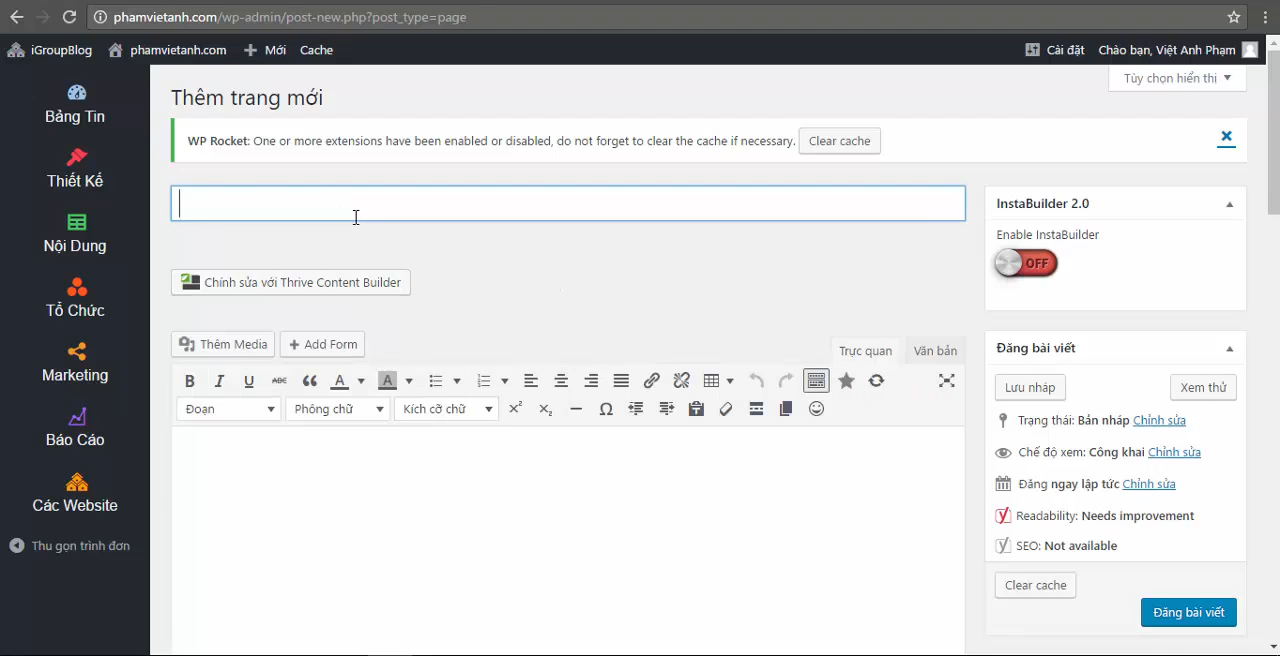 phamvietanh.com/wp-admin/post-new.php?post_type=page
iGroupBlog phamvietanh.com Mới Cache Cài đặt Chào bạn, Việt Anh Phạm
Tùy chọn hiển thị
Bảng Tin
Thiết Kế
Nội Dung
Tổ Chức
Marketing
Báo Cáo
Các Website
Thu gọn trình đơn
Thêm trang mới
WP Rocket: One or more extensions have been enabled or disabled, do not forget to clear the cache if necessary. Clear cache
Chính sửa với Thrive Content Builder
Thêm Media Add Form
Trực quan Văn bản
B I U ABC A A
Đoạn Phông chữ Kích cỡ chữ
InstaBuilder 2.0
Enable InstaBuilder
OFF
Đăng bài viết
Lưu nháp Xem thử
Trạng thái: Bản nháp Chỉnh sửa
Chế độ xem: Công khai Chỉnh sửa
Đăng ngay lập tức Chỉnh sửa
Readability: Needs improvement
SEO: Not available
Clear cache
Đăng bài viết